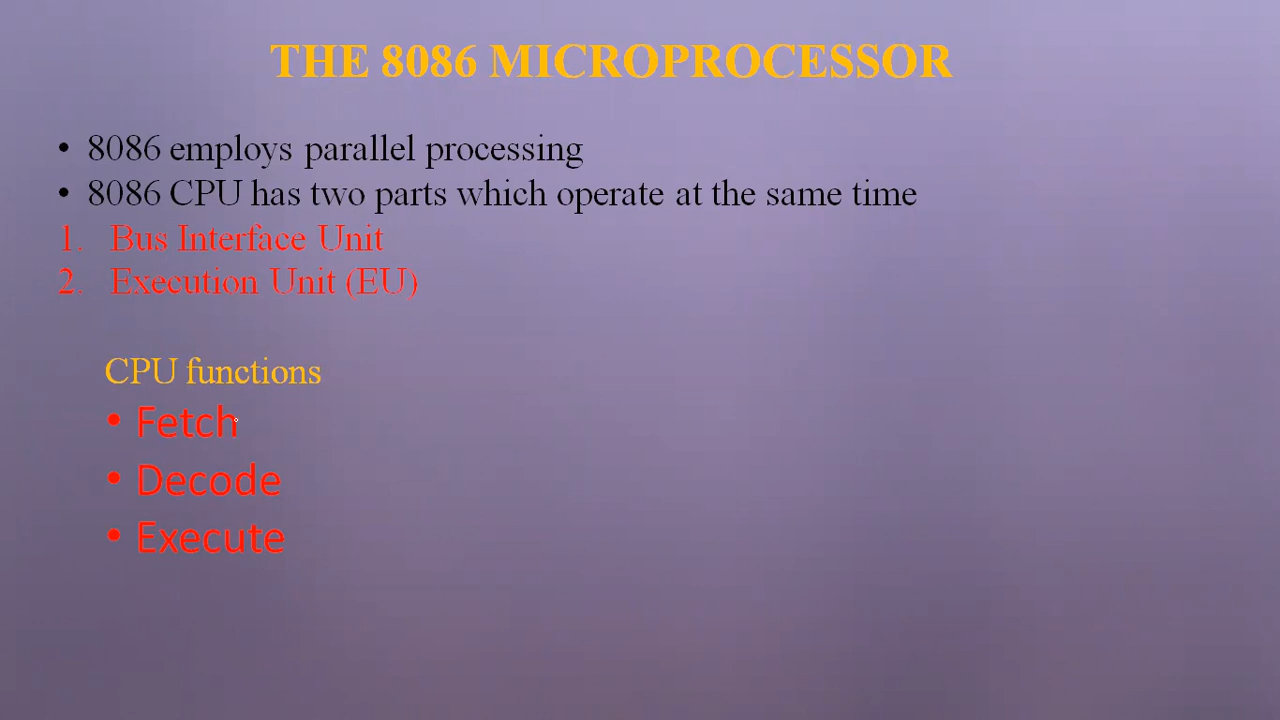 THE 8086 MICROPROCESSOR
• 8086 employs parallel processing
• 8086 CPU has two parts which operate at the same time
1. Bus Interface Unit
2. Execution Unit (EU)
CPU functions
• Fetch
• Decode
• Execute